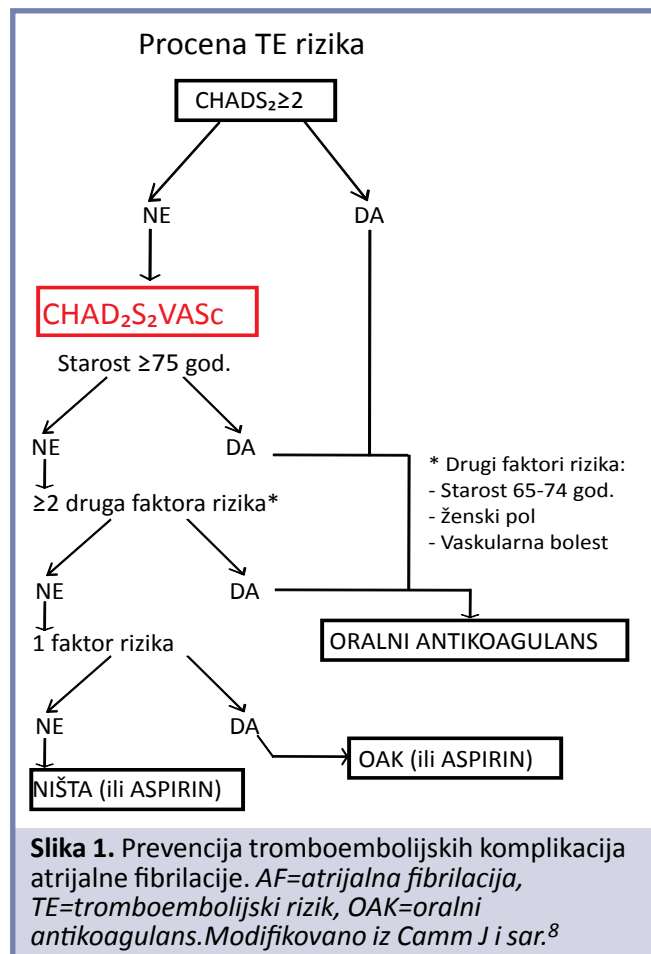 Procena TE rizika
CHADS₂≥2
NE
DA
CHAD₂S₂VASc
Starost ≥75 god.
NE
DA
≥2 druga faktora rizika*
* Drugi faktori rizika:
- Starost 65-74 god.
- ženski pol
- Vaskularna bolest
NE
DA
ORALNI ANTIKOAGULANS
1 faktor rizika
NE
DA
OAK (ili ASPIRIN)
NIŠTA (ili ASPIRIN)
Slika 1. Prevencija tromboembolijskih komplikacija
atrijalne fibrilacije. AF=atrijalna fibrilacija,
TE=tromboembolijski rizik, OAK=oralni
antikoagulans.Modifikovano iz Camm J i sar.⁸